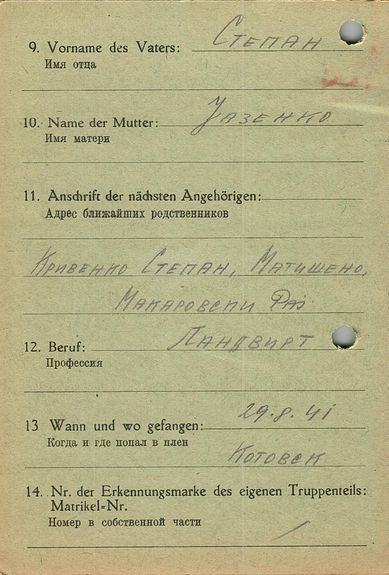 9. Vorname des Vaters: Степан
Имя отца
10. Name der Mutter: Уазенко
Имя матери
11. Anschrift der nächsten Angehörigen:
Адрес ближайших родственников
Кривенко Степан, Матишено,
Макаровски Раз
12. Beruf: Ландвирт
Профессия
13 Wann und wo gefangen: 29.8.41
Когда и где попал в плен
Котовск
14. Nr. der Erkennungsmarke des eigenen Truppenteils:
Matrikel-Nr.
Номер в собственной части
/